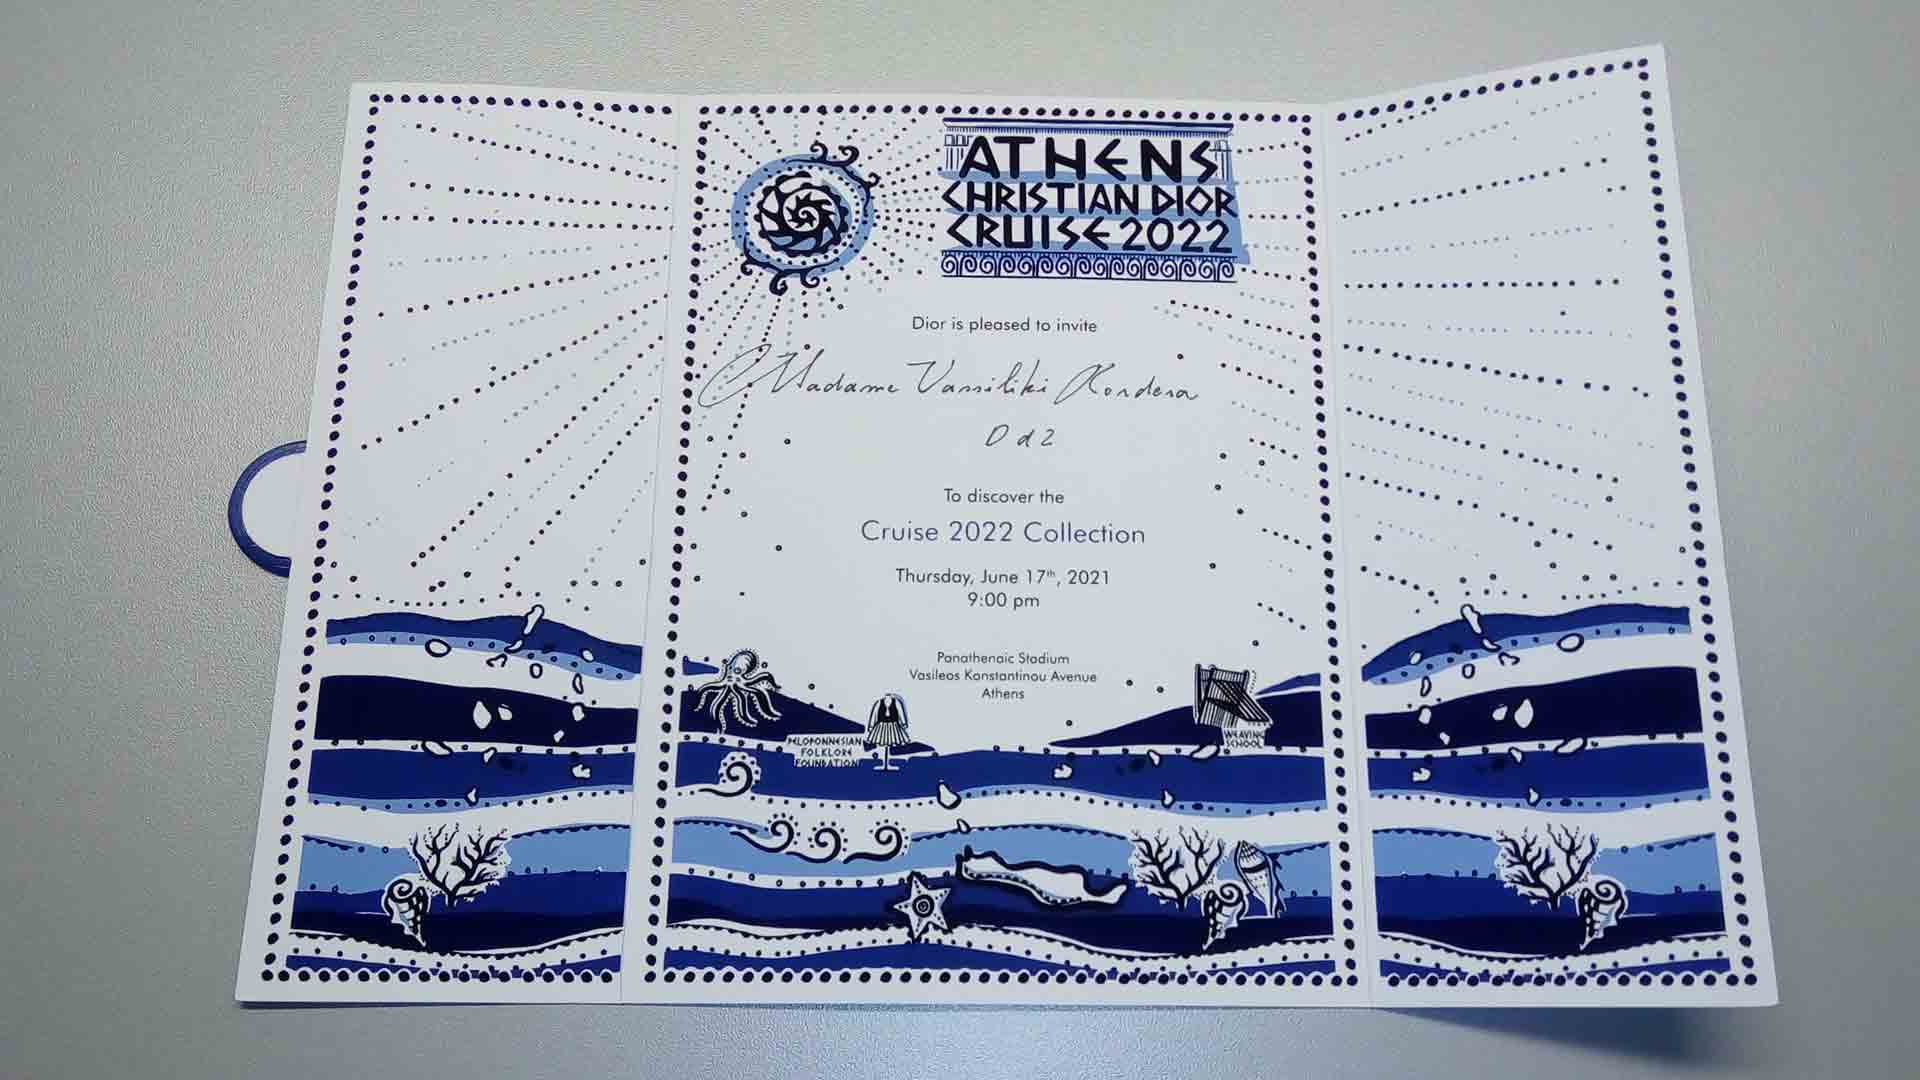 ATHENS
CHRISTIAN DIOR
CRUISE 2022
Dior is pleased to invite
Madame Vassiliki Kordera
D d 2
To discover the
Cruise 2022 Collection
Thursday, June 17th, 2021
9:00 pm
Panathenaic Stadium
Vasileos Konstantinou Avenue
Athens
PELOPONNESIAN
FOLKLORE
FOUNDATION
WEAVING
SCHOOL